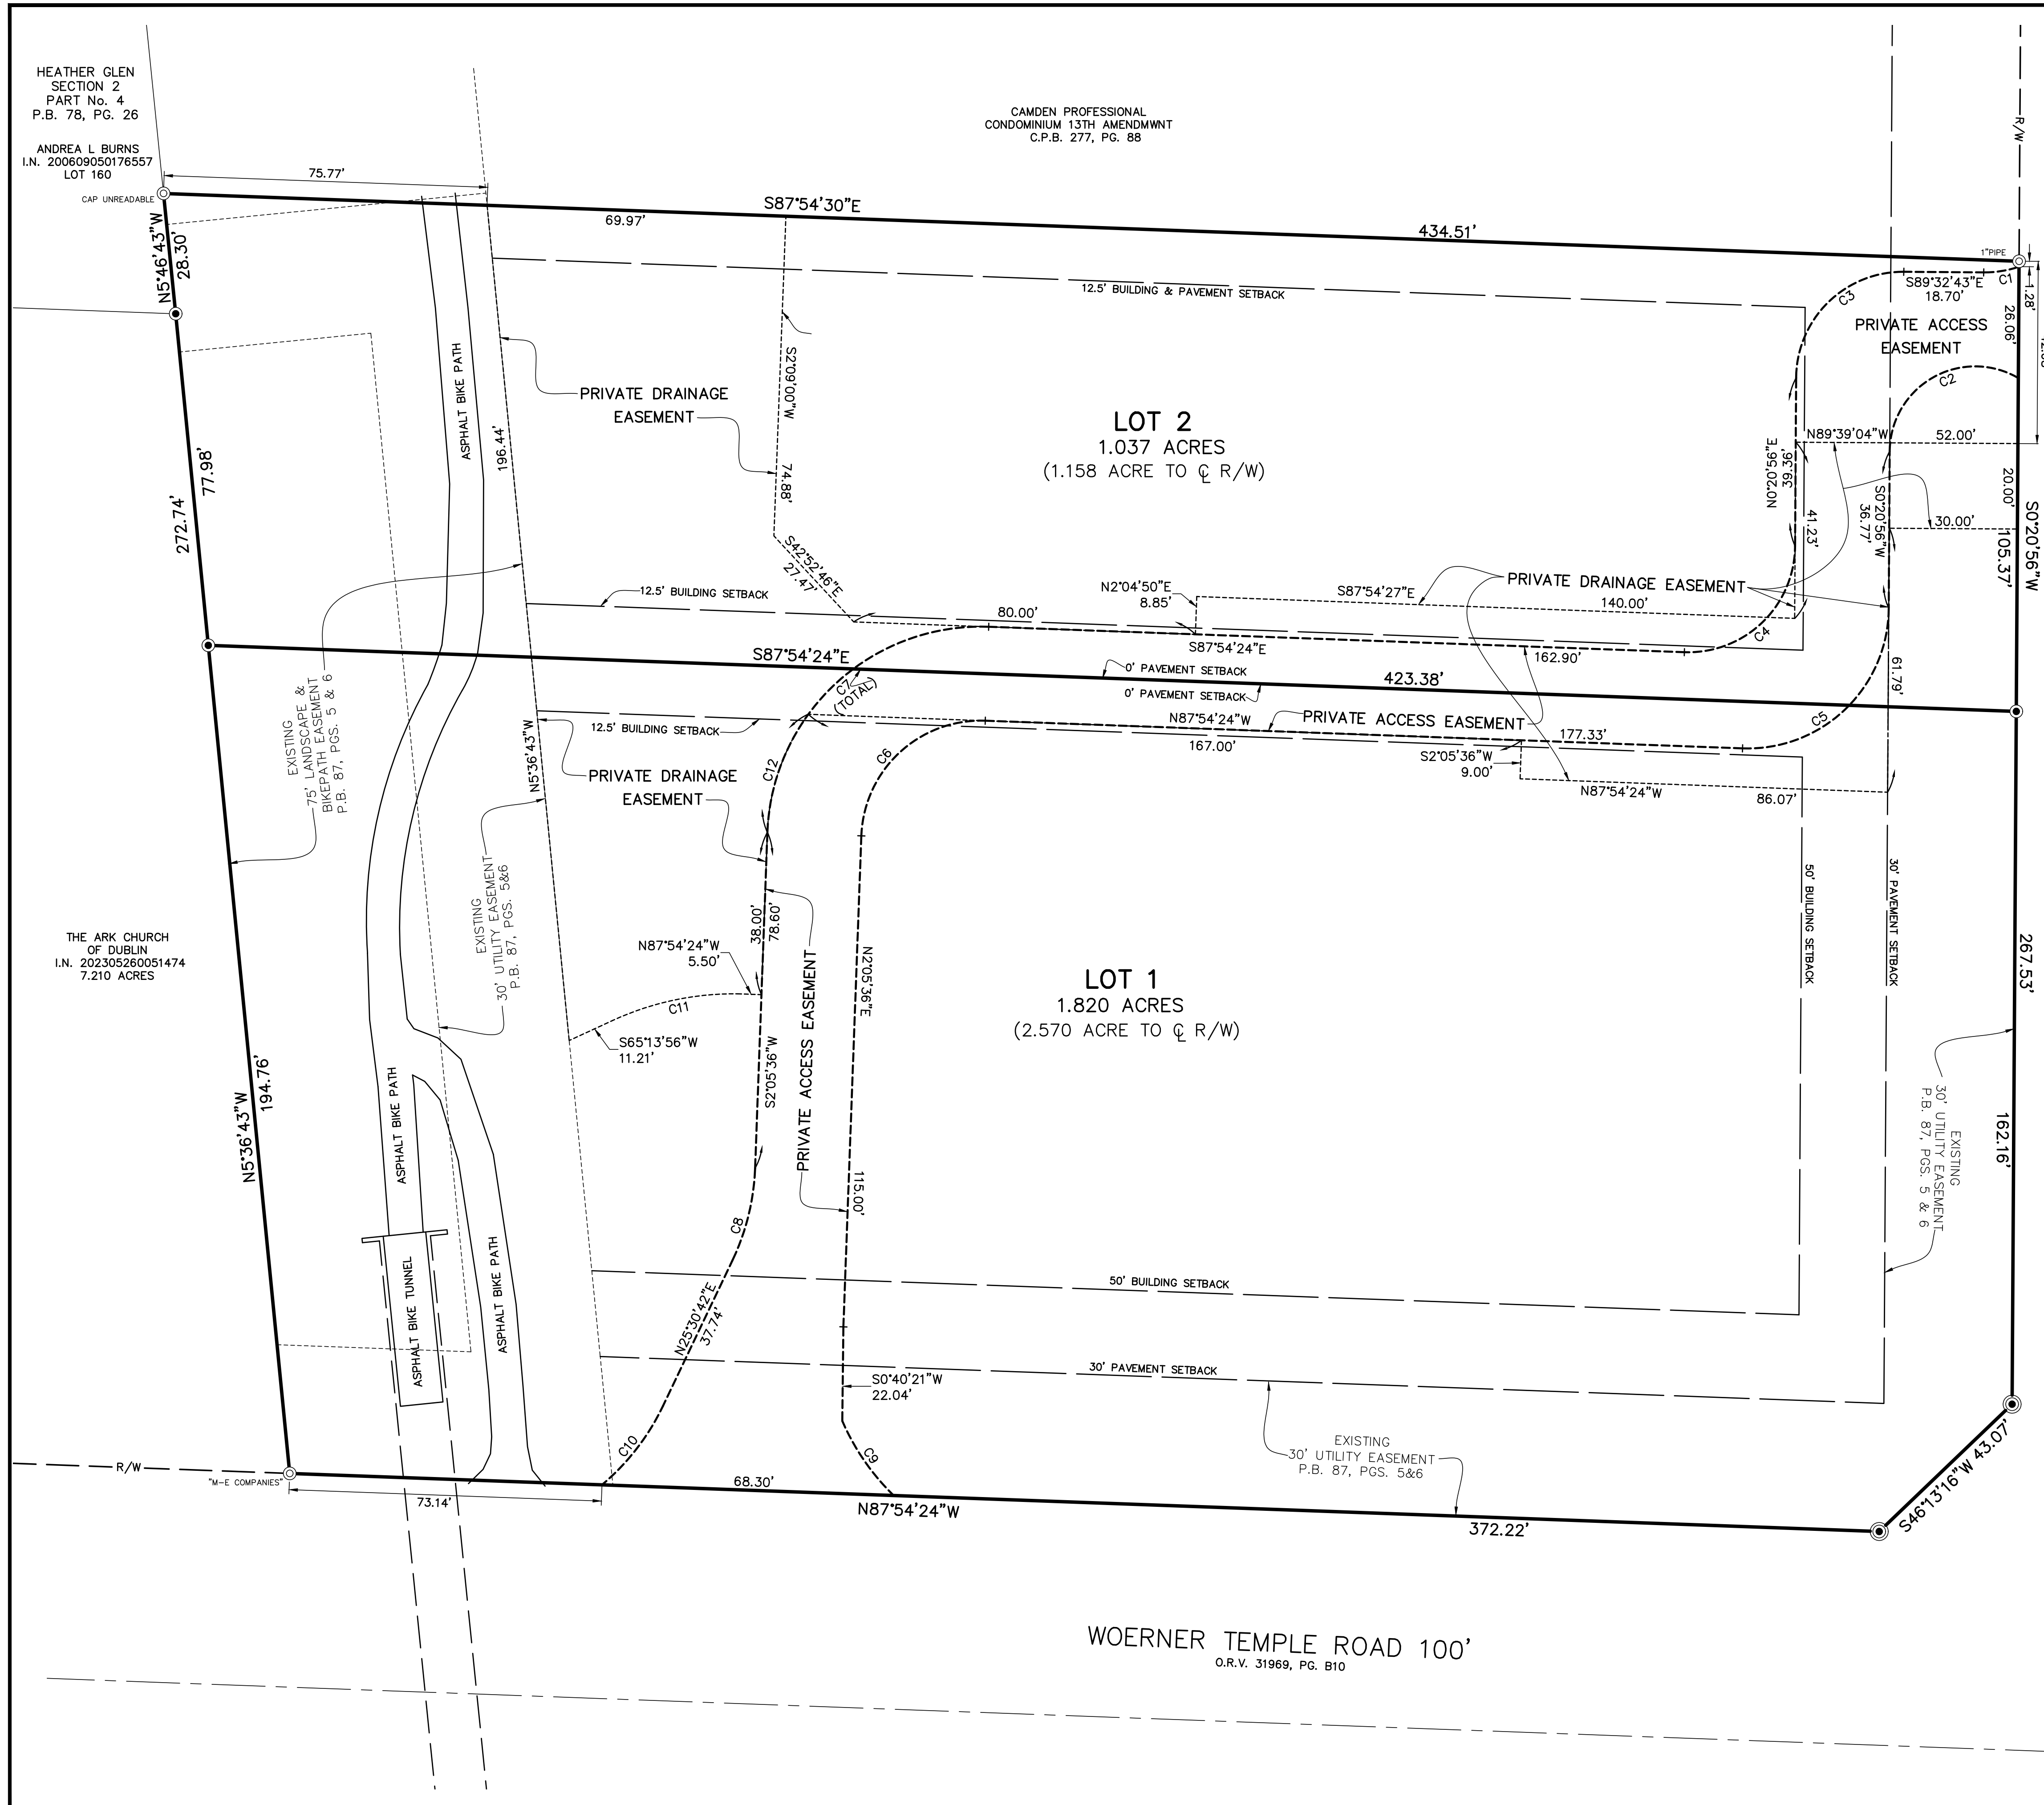 HEATHER GLEN
SECTION 2
PART No. 4
P.B. 78, PG. 26
ANDREA L BURNS
I.N. 200609050176557
LOT 160
CAP UNREADABLE
CAMDEN PROFESSIONAL
CONDOMINIUM 13TH AMENDMWNT
C.P.B. 277, PG. 88
R/W
75.77'
S87°54'30"E
69.97'
434.51'
1"PIPE
N5°46'43"W
28.30'
12.5' BUILDING & PAVEMENT SETBACK
C3
S89°32'43"E
18.70'
C1
1.28'
26.06'
PRIVATE ACCESS
EASEMENT
C2
ASPHALT BIKE PATH
PRIVATE DRAINAGE
EASEMENT
S2°09'00"W
74.88'
196.44'
LOT 2
1.037 ACRES
(1.158 ACRE TO ℄ R/W)
N89°39'04"W
52.00'
N0°20'56"E
39.36'
41.23'
S0°20'56"W
36.77'
20.00'
30.00'
S0°20'56"W
105.37'
77.98'
272.74'
S42°52'46"E
27.47'
12.5' BUILDING SETBACK
80.00'
N2°04'50"E
8.85'
S87°54'27"E
140.00'
PRIVATE DRAINAGE EASEMENT
C4
S87°54'24"E
162.90'
S87°54'24"E
0' PAVEMENT SETBACK
0' PAVEMENT SETBACK
423.38'
61.79'
C7
(TOTAL)
EXISTING
75' LANDSCAPE &
BIKEPATH EASEMENT
P.B. 87, PGS. 5 & 6
12.5' BUILDING SETBACK
N87°54'24"W
167.00'
PRIVATE ACCESS EASEMENT
177.33'
C5
S2°05'36"W
9.00'
N87°54'24"W
86.07'
N5°36'43"W
PRIVATE DRAINAGE
EASEMENT
C12
C6
EXISTING
30' UTILITY EASEMENT
P.B. 87, PGS. 5&6
50' BUILDING SETBACK
30' PAVEMENT SETBACK
THE ARK CHURCH
OF DUBLIN
I.N. 202305260051474
7.210 ACRES
38.00'
78.60'
N87°54'24"W
5.50'
C11
S65°13'56"W
11.21'
N2°05'36"E
S2°05'36"W
PRIVATE ACCESS EASEMENT
115.00'
LOT 1
1.820 ACRES
(2.570 ACRE TO ℄ R/W)
267.53'
162.16'
EXISTING
30' UTILITY EASEMENT
P.B. 87, PGS. 5 & 6
N5°36'43"W
194.76'
ASPHALT BIKE PATH
C8
ASPHALT BIKE TUNNEL
ASPHALT BIKE PATH
50' BUILDING SETBACK
N25°30'42"E
37.74'
30' PAVEMENT SETBACK
S0°40'21"W
22.04'
C10
C9
EXISTING
30' UTILITY EASEMENT
P.B. 87, PGS. 5&6
S46°13'16"W 43.07'
R/W
"M-E COMPANIES"
73.14'
68.30'
N87°54'24"W
372.22'
WOERNER TEMPLE ROAD 100'
O.R.V. 31969, PG. B10